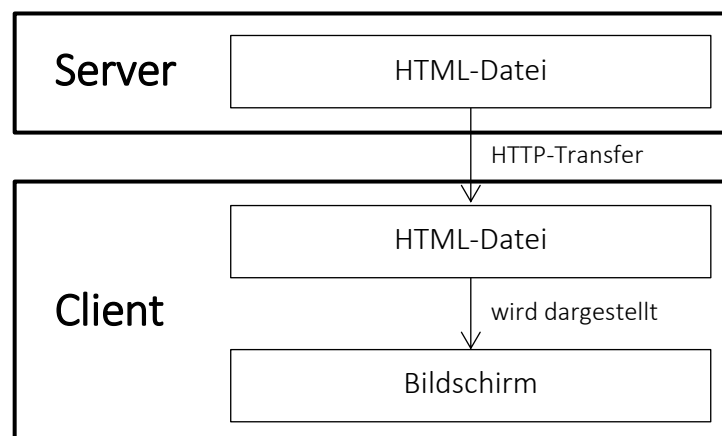 Server
HTML-Datei
HTTP-Transfer
HTML-Datei
Client
wird dargestellt
Bildschirm